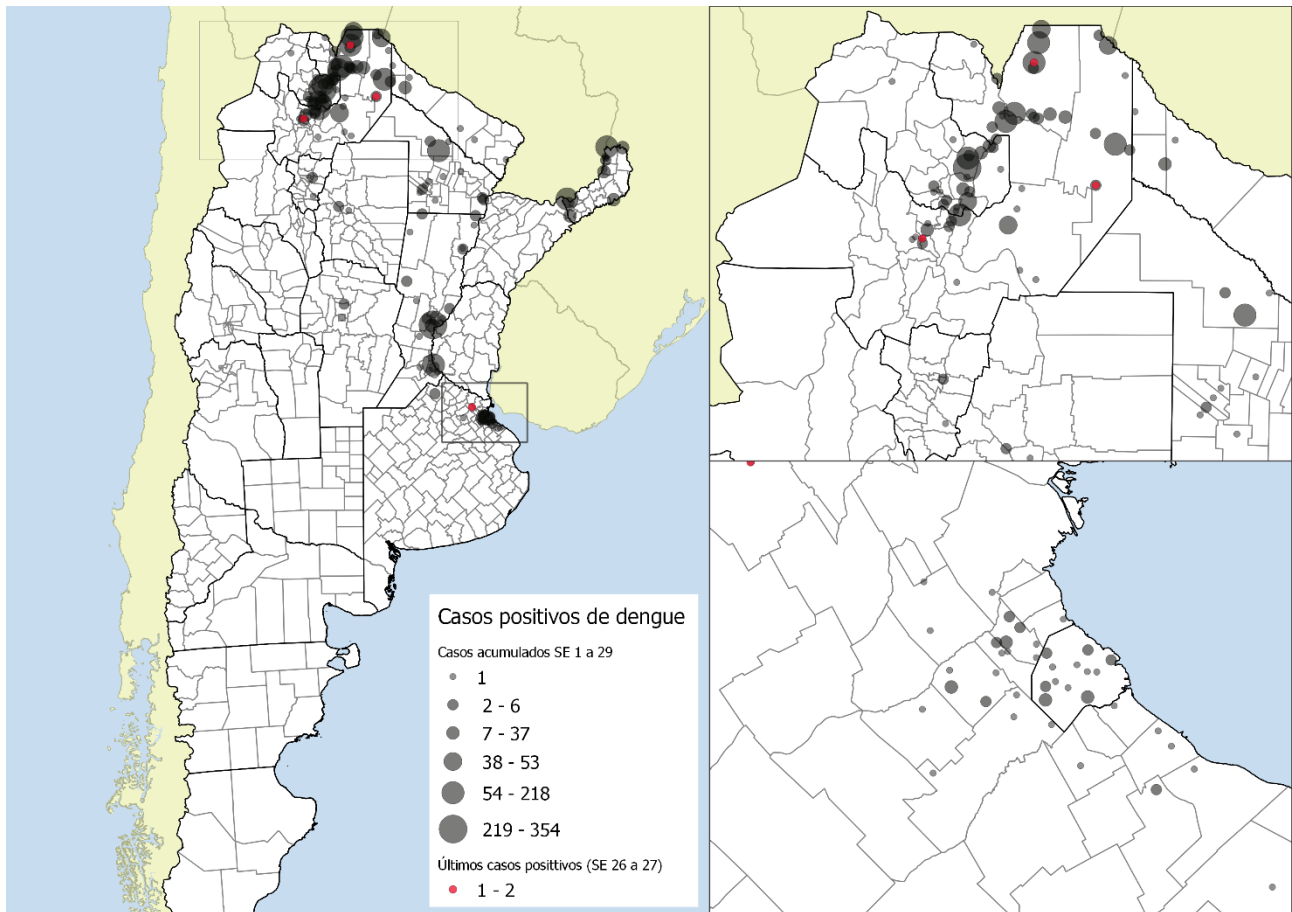 Casos positivos de dengue
Casos acumulados SE 1 a 29
1
2 - 6
7 - 37
38 - 53
54 - 218
219 - 354
Últimos casos posittivos (SE 26 a 27)
1 - 2